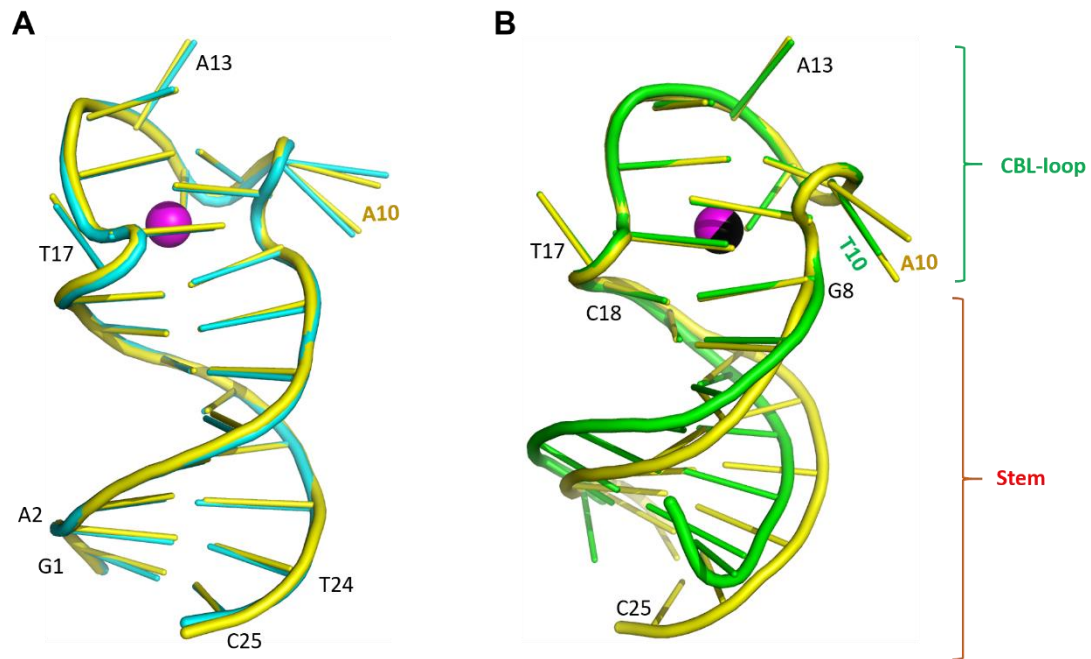 A
A13
A10
T17
A2
G1
T24
C25
B
A13
CBL-loop
T17
T10
A10
G8
C18
Stem
C25